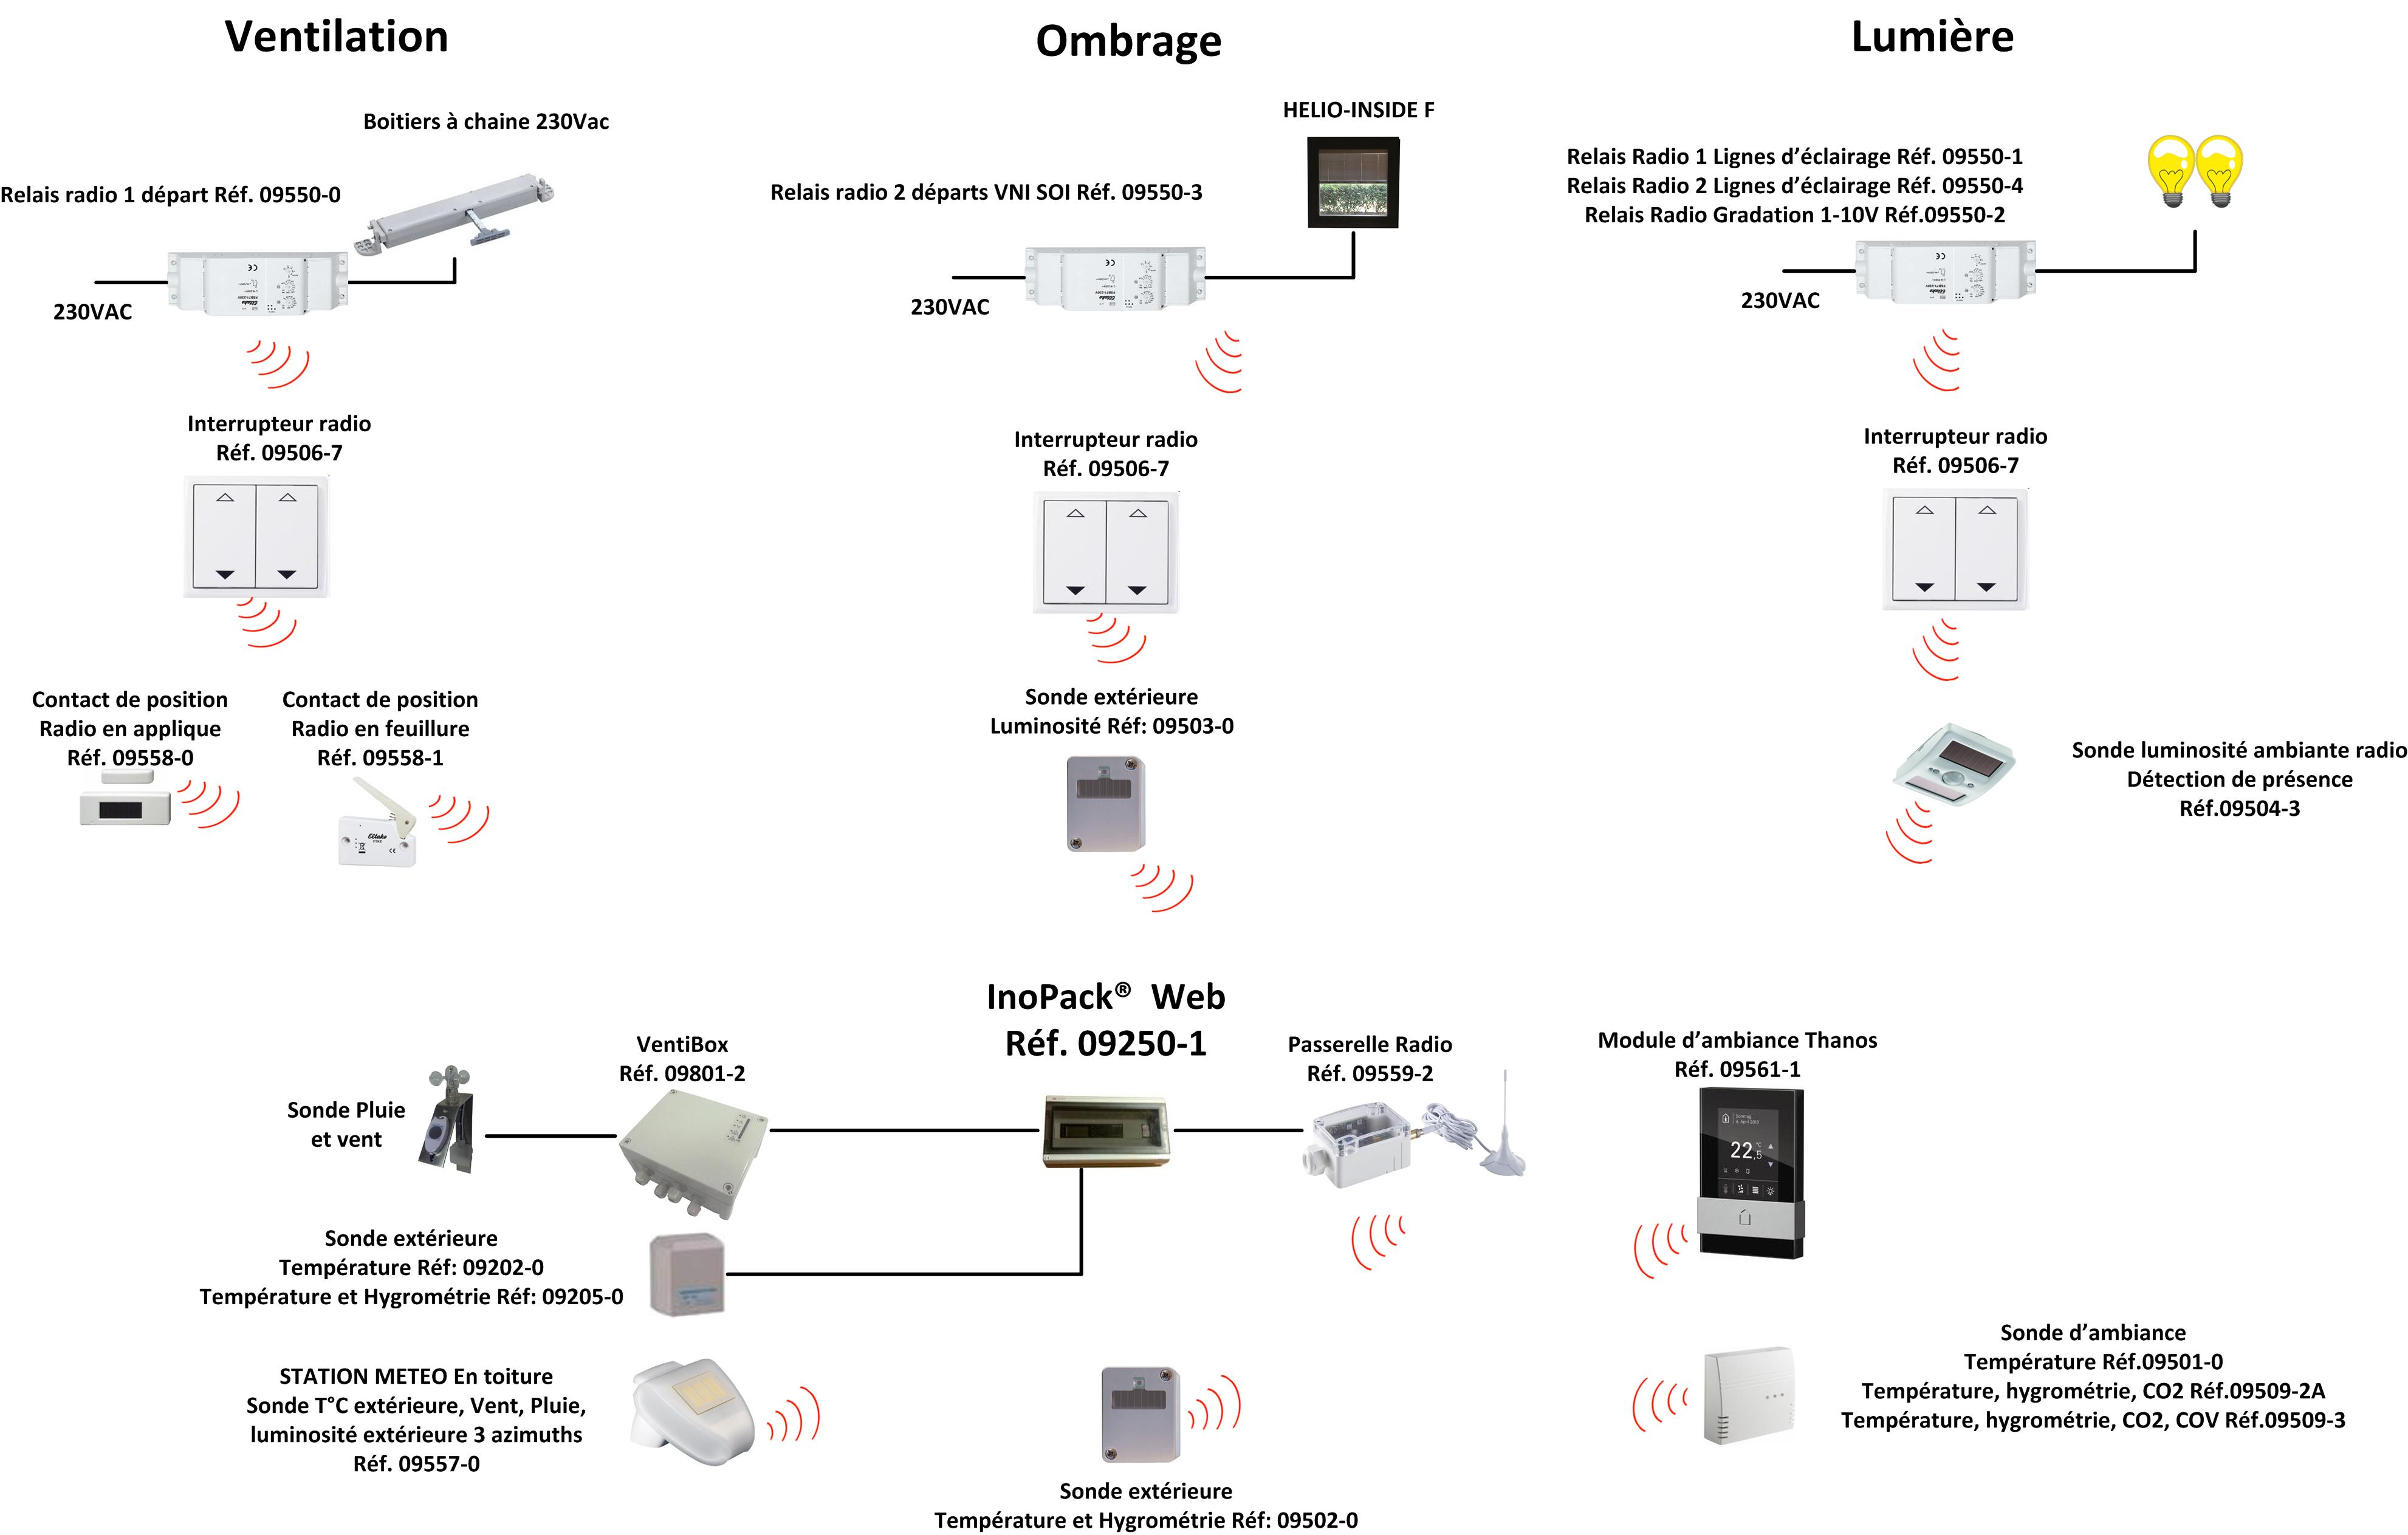 Ventilation
Ombrage
Lumière
Boitiers à chaine 230Vac
Relais radio 1 départ Réf. 09550-0
230VAC
HELIO-INSIDE F
Relais radio 2 départs VNI SOI Réf. 09550-3
230VAC
Relais Radio 1 Lignes d’éclairage Réf. 09550-1
Relais Radio 2 Lignes d’éclairage Réf. 09550-4
Relais Radio Gradation 1-10V Réf.09550-2
230VAC
Interrupteur radio
Réf. 09506-7
Interrupteur radio
Réf. 09506-7
Interrupteur radio
Réf. 09506-7
Contact de position
Radio en applique
Réf. 09558-0
Contact de position
Radio en feuillure
Réf. 09558-1
Eltako
Sonde extérieure
Luminosité Réf: 09503-0
Sonde luminosité ambiante radio
Détection de présence
Réf.09504-3
InoPack® Web
Réf. 09250-1
Sonde Pluie
et vent
VentiBox
Réf. 09801-2
Passerelle Radio
Réf. 09559-2
Module d’ambiance Thanos
Réf. 09561-1
22,5
Sonde extérieure
Température Réf: 09202-0
Température et Hygrométrie Réf: 09205-0
STATION METEO En toiture
Sonde T°C extérieure, Vent, Pluie,
luminosité extérieure 3 azimuths
Réf. 09557-0
Sonde extérieure
Température et Hygrométrie Réf: 09502-0
Sonde d’ambiance
Température Réf.09501-0
Température, hygrométrie, CO2 Réf.09509-2A
Température, hygrométrie, CO2, COV Réf.09509-3